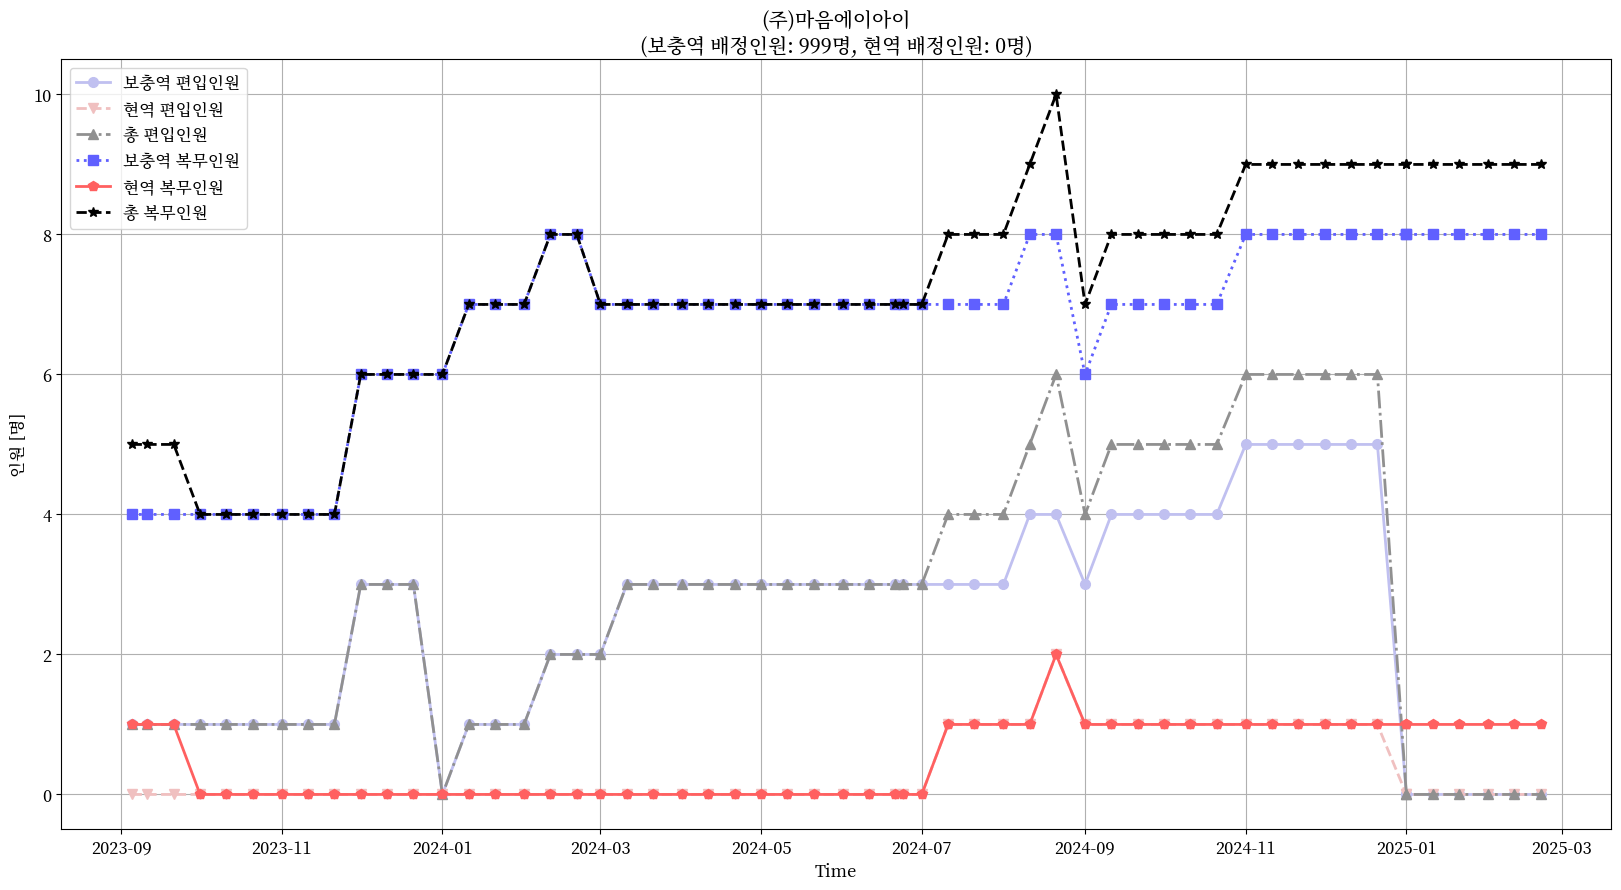 (주)마음에이아이
(보충역 배정인원: 999명, 현역 배정인원: 0명)
보충역 편입인원
현역 편입인원
총 편입인원
보충역 복무인원
현역 복무인원
총 복무인원
인원 [명]
10
8
6
4
2
0
2023-09
2023-11
2024-01
2024-03
2024-05
2024-07
2024-09
2024-11
2025-01
2025-03
Time